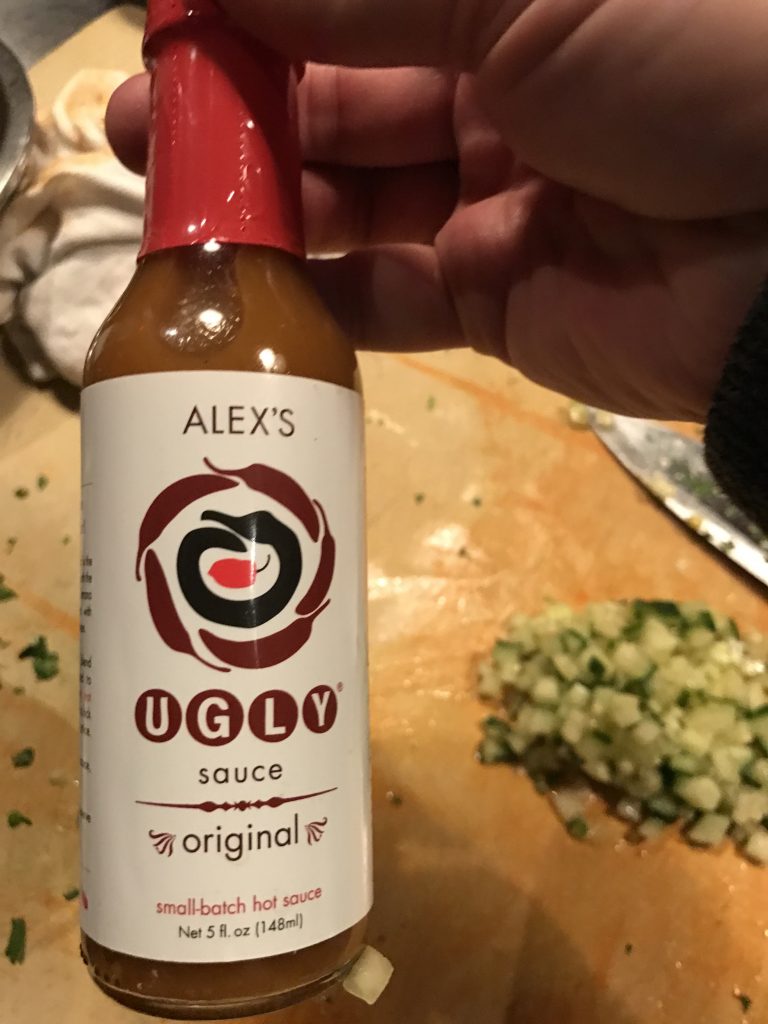 ALEX'S
UGLY®
sauce
original
small-batch hot sauce
Net 5 fl. oz (148ml)